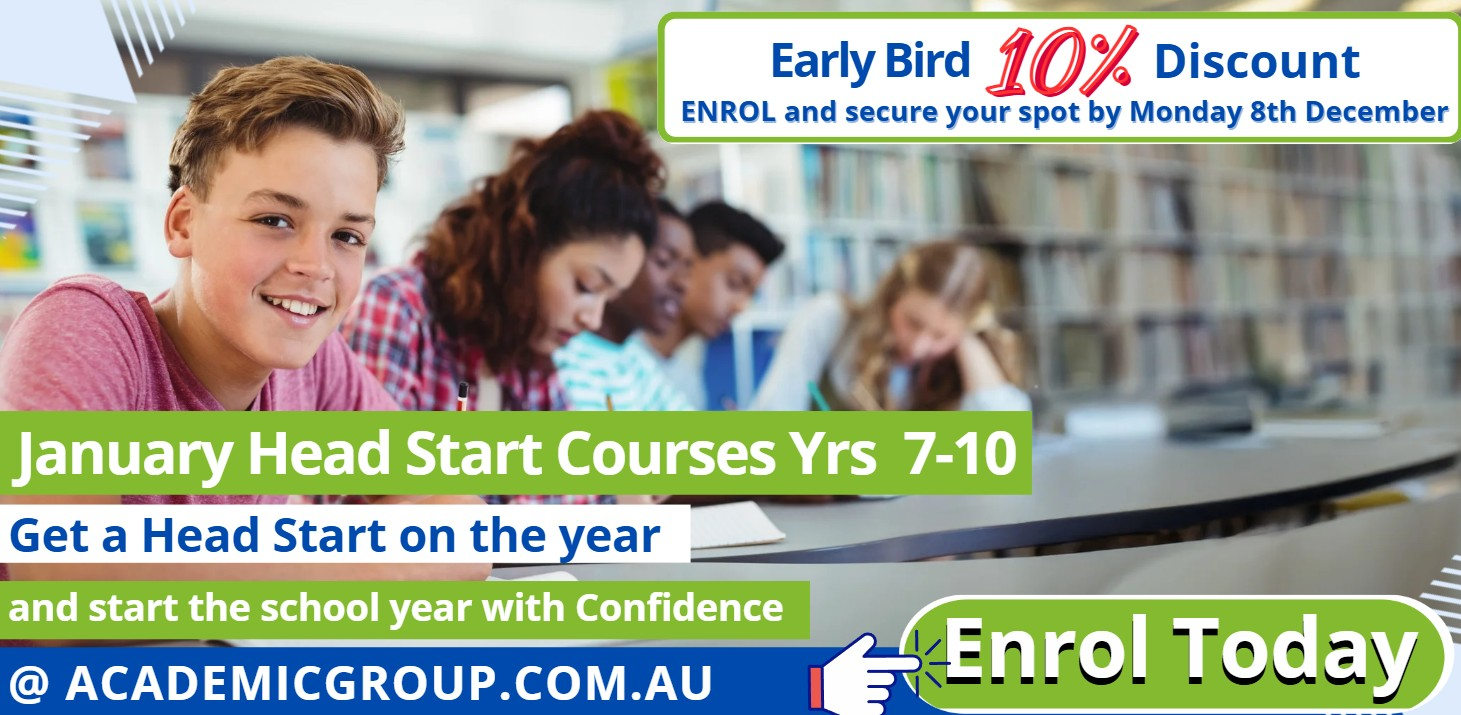 Early Bird 10% Discount
ENROL and secure your spot by Monday 8th December
January Head Start Courses Yrs 7-10
Get a Head Start on the year
and start the school year with Confidence
@ ACADEMICGROUP.COM.AU
Enrol Today